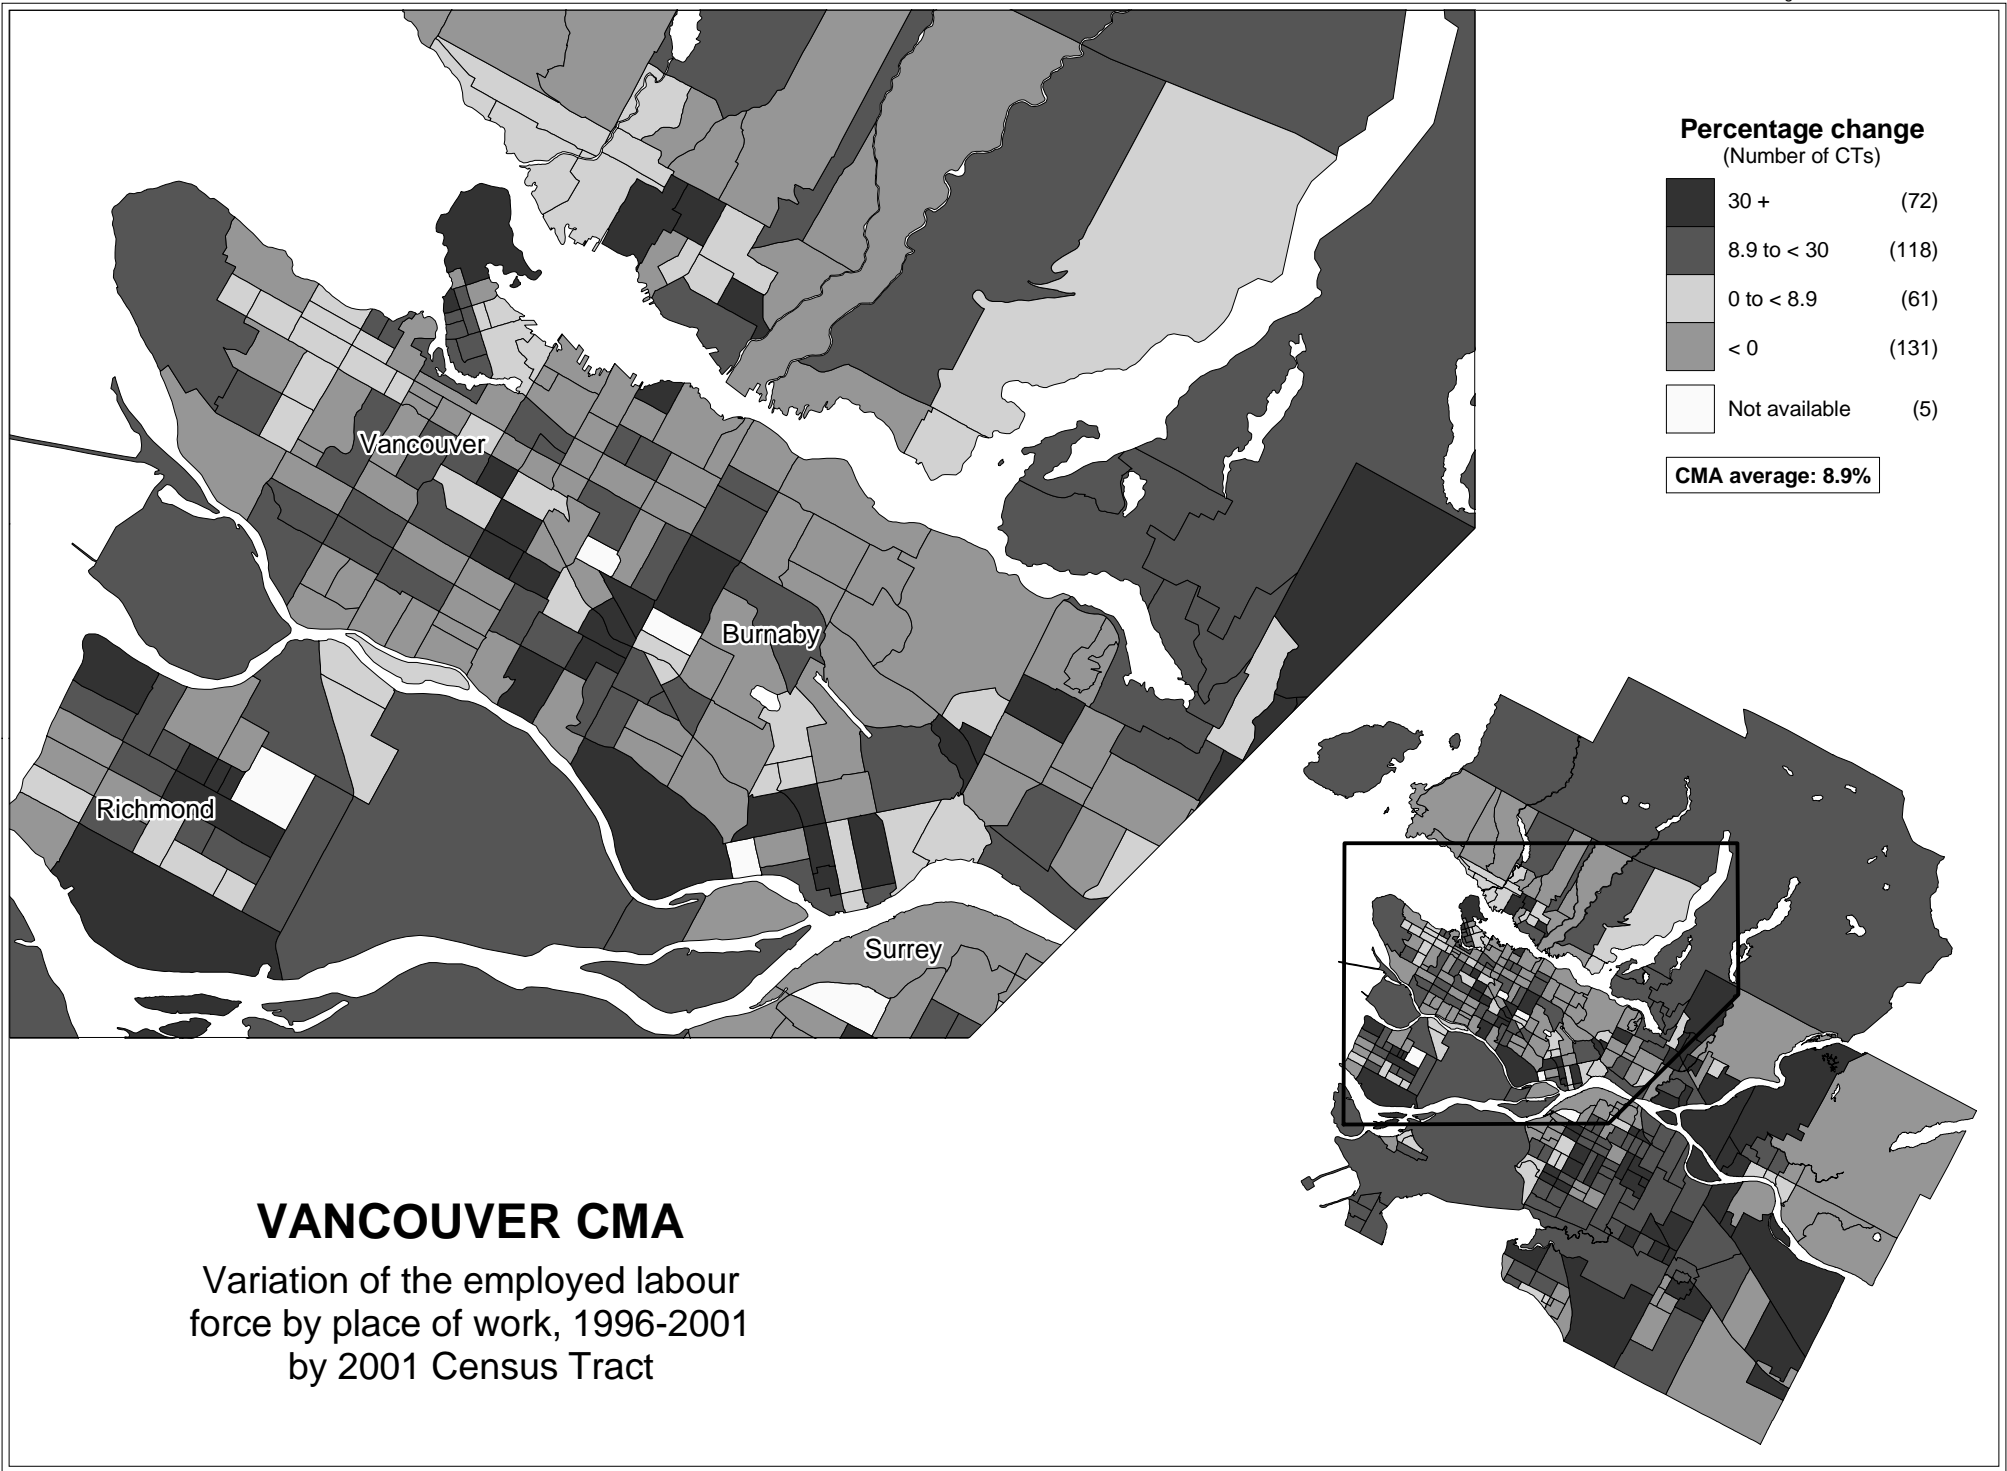 Percentage change
(Number of CTs)
30 + (72)
8.9 to < 30 (118)
0 to < 8.9 (61)
< 0 (131)
Not available (5)
CMA average: 8.9%
Vancouver
Burnaby
Richmond
Surrey
VANCOUVER CMA
Variation of the employed labour
force by place of work, 1996-2001
by 2001 Census Tract